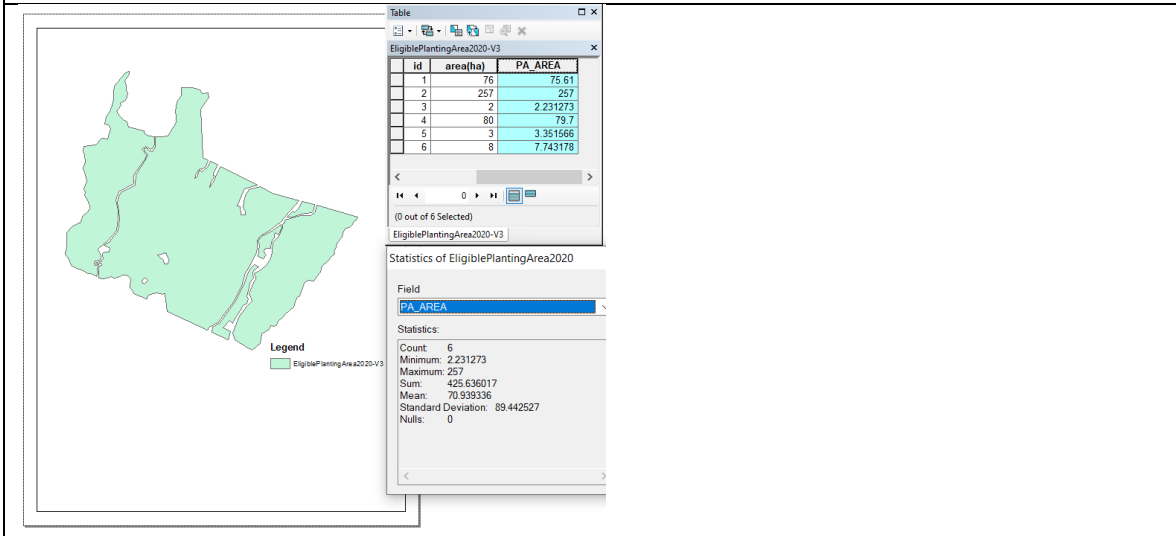 Table
EligiblePlantingArea2020-V3
id area(ha) PA_AREA
1 76 75.61
2 257 257
3 2 2.231273
4 80 79.7
5 3 3.351566
6 8 7.743178
0
(0 out of 6 Selected)
EligiblePlantingArea2020-V3
Statistics of EligiblePlantingArea2020
Field
PA_AREA
Statistics:
Count: 6
Minimum: 2.231273
Maximum: 257
Sum: 425.636017
Mean: 70.939336
Standard Deviation: 89.442527
Nulls: 0
Legend
EligiblePlantingArea2020-V3